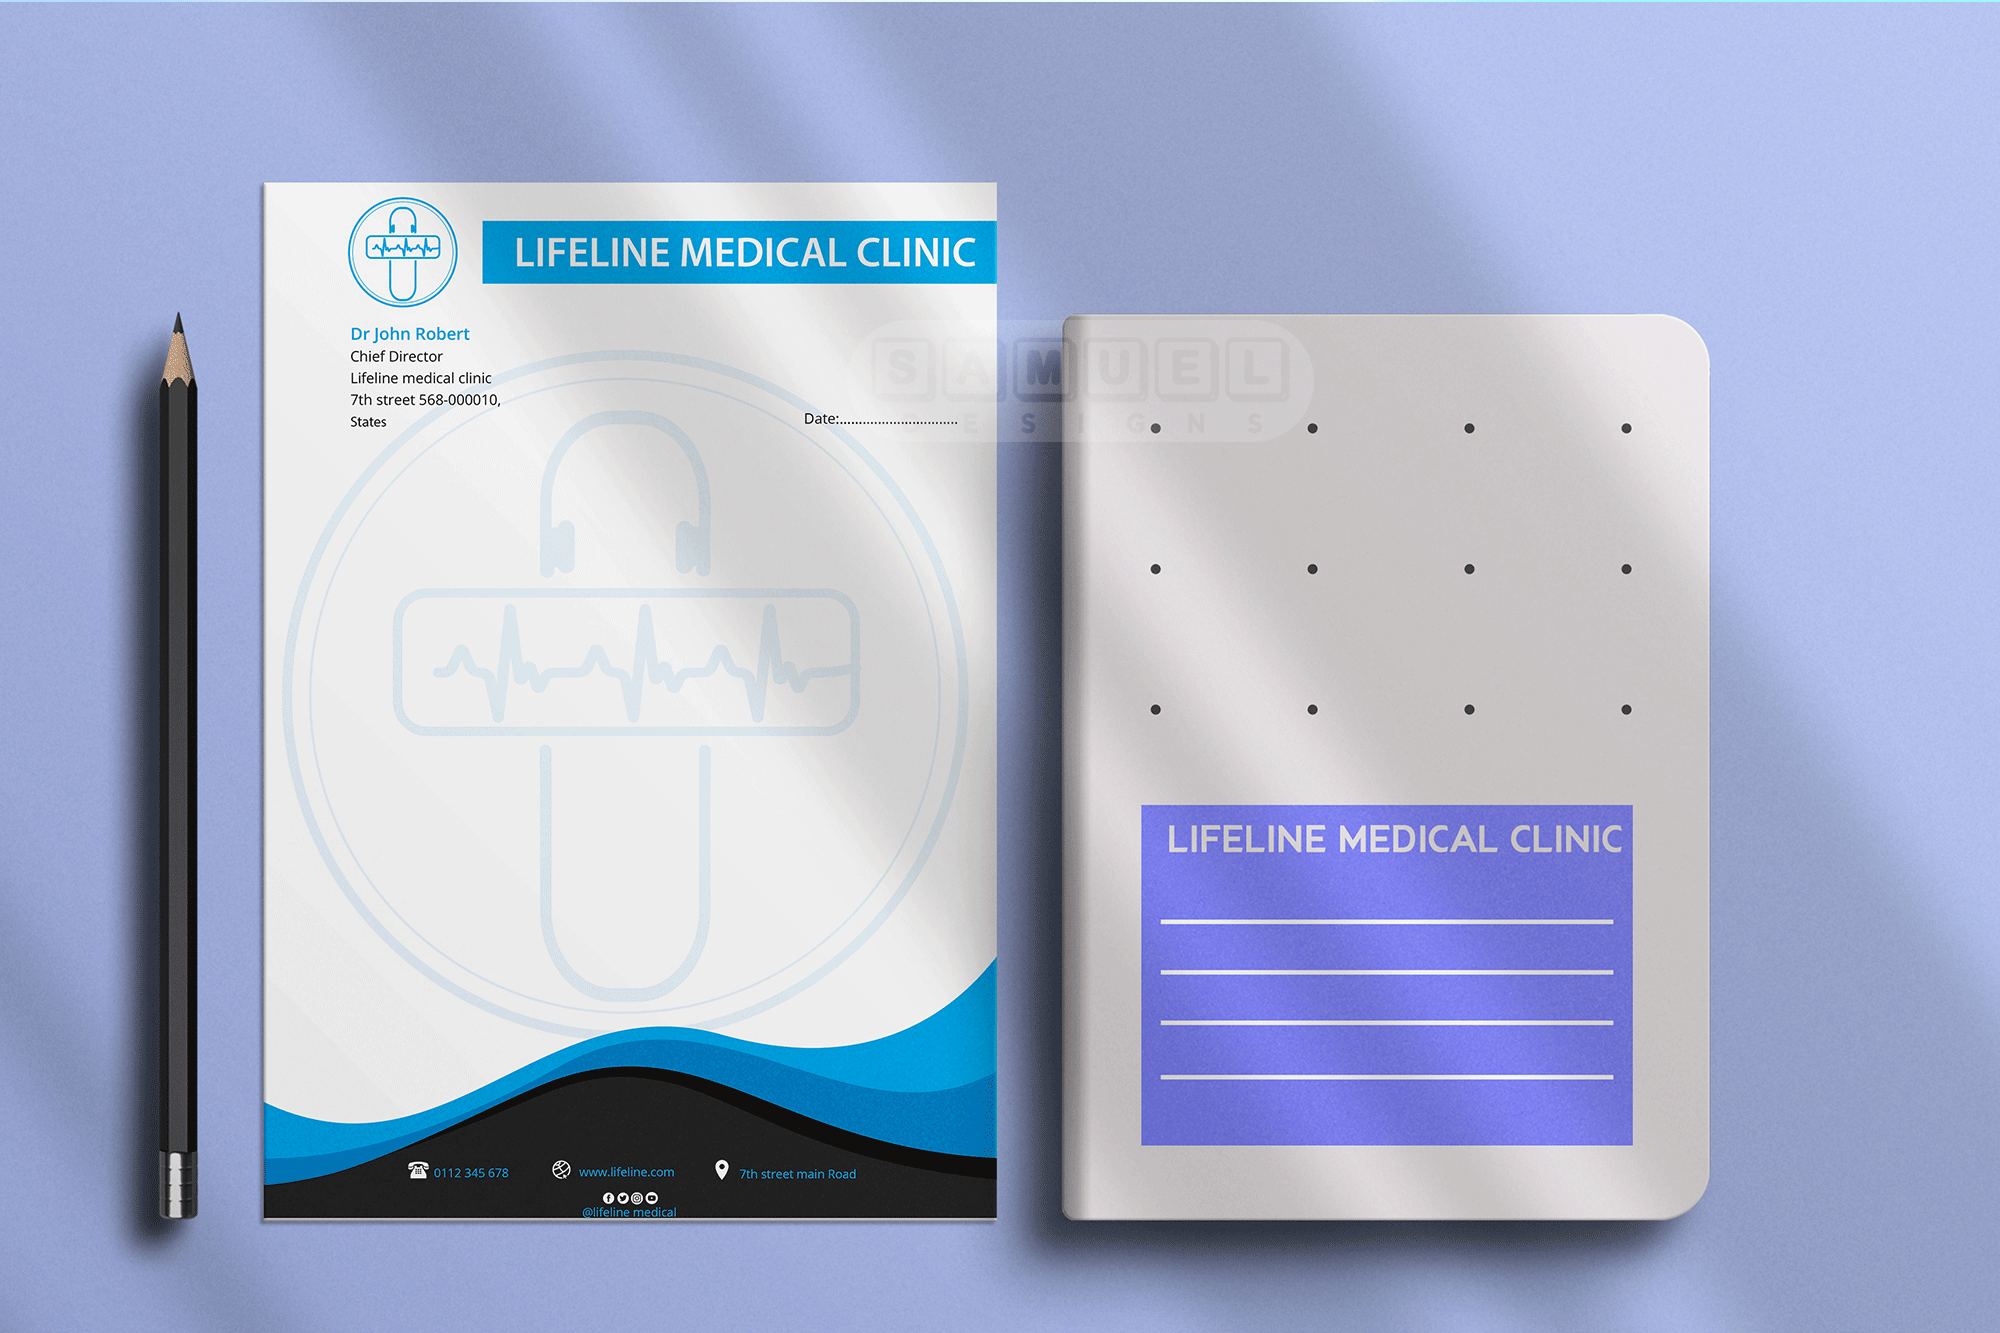 LIFELINE MEDICAL CLINIC
Dr John Robert
Chief Director
Lifeline medical clinic
7th street 568-000010,
States
Date:..............................
SAMUEL
DESIGNS
LIFELINE MEDICAL CLINIC
0112 345 678
www.lifeline.com
7th street main Road
@lifeline medical